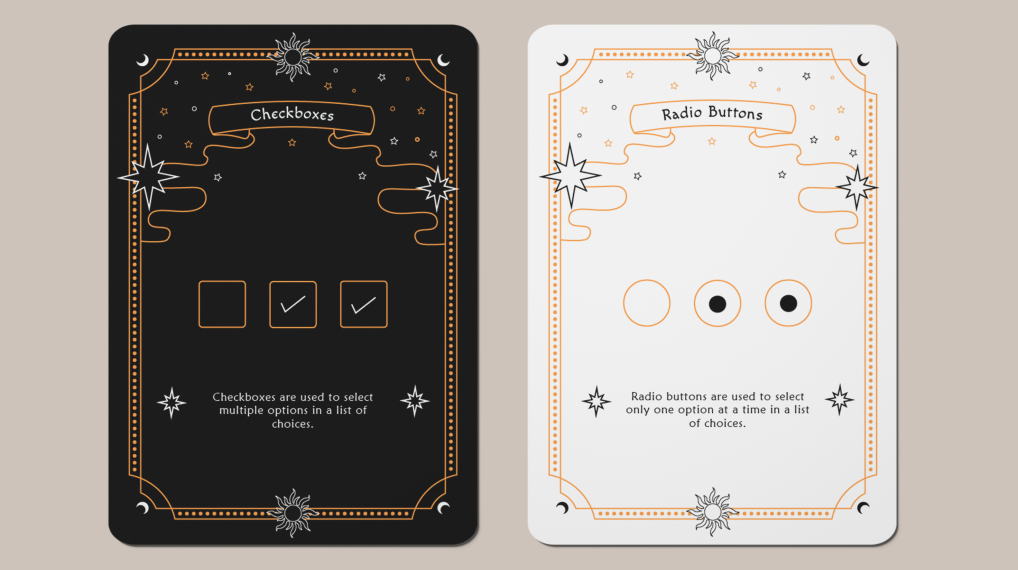 Checkboxes
Checkboxes are used to select
multiple options in a list of
choices.
Radio Buttons
Radio buttons are used to select
only one option at a time in a list
of choices.